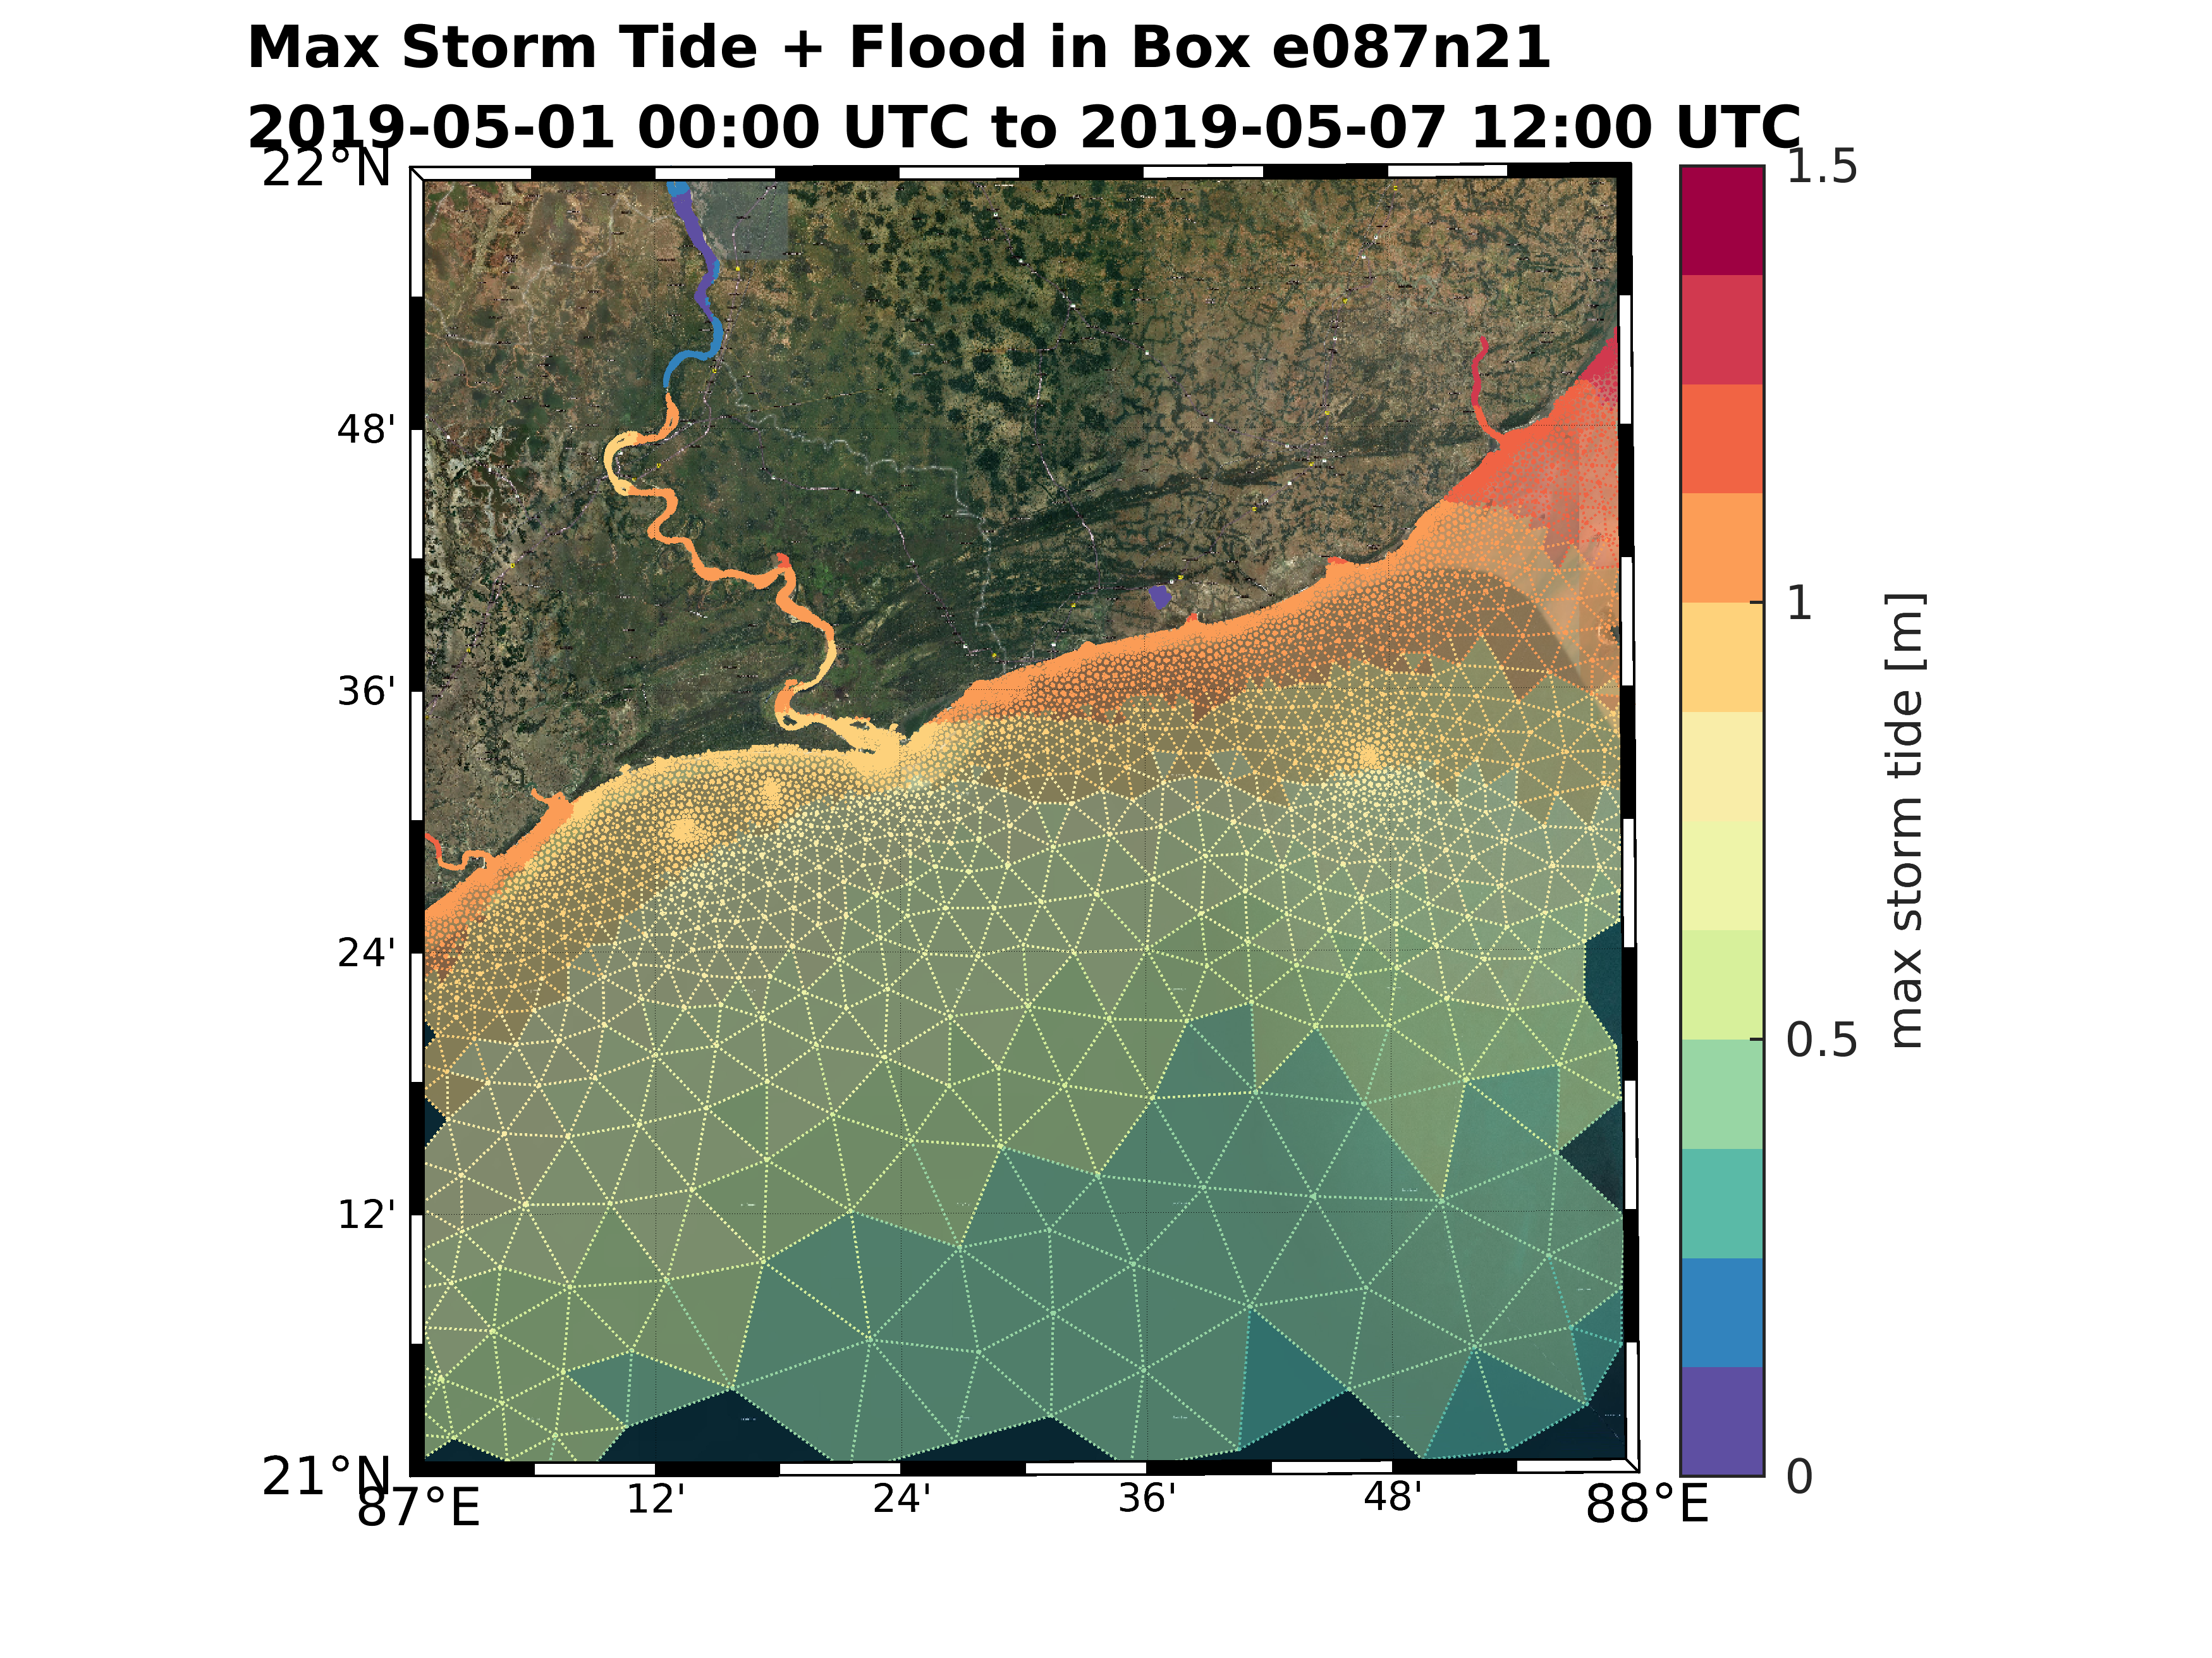 Max Storm Tide + Flood in Box e087n21
2019-05-01 00:00 UTC to 2019-05-07 12:00 UTC
22°N
48'
36'
24'
12'
21°N
87°E
12'
24'
36'
48'
88°E
1.5
1
0.5
0
max storm tide [m]